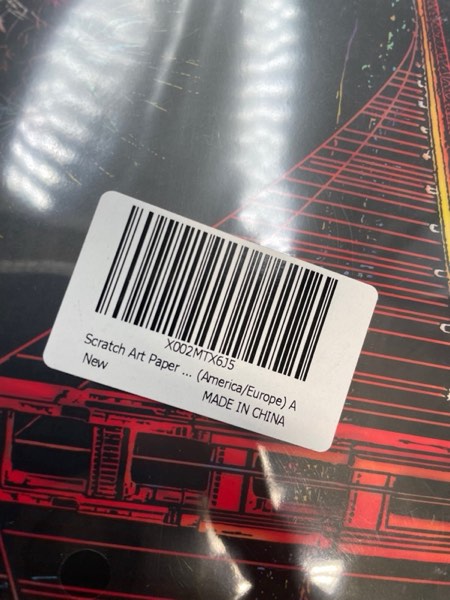 X002MTX6J5
Scratch Art Paper ... (America/Europe) A
New
MADE IN CHINA